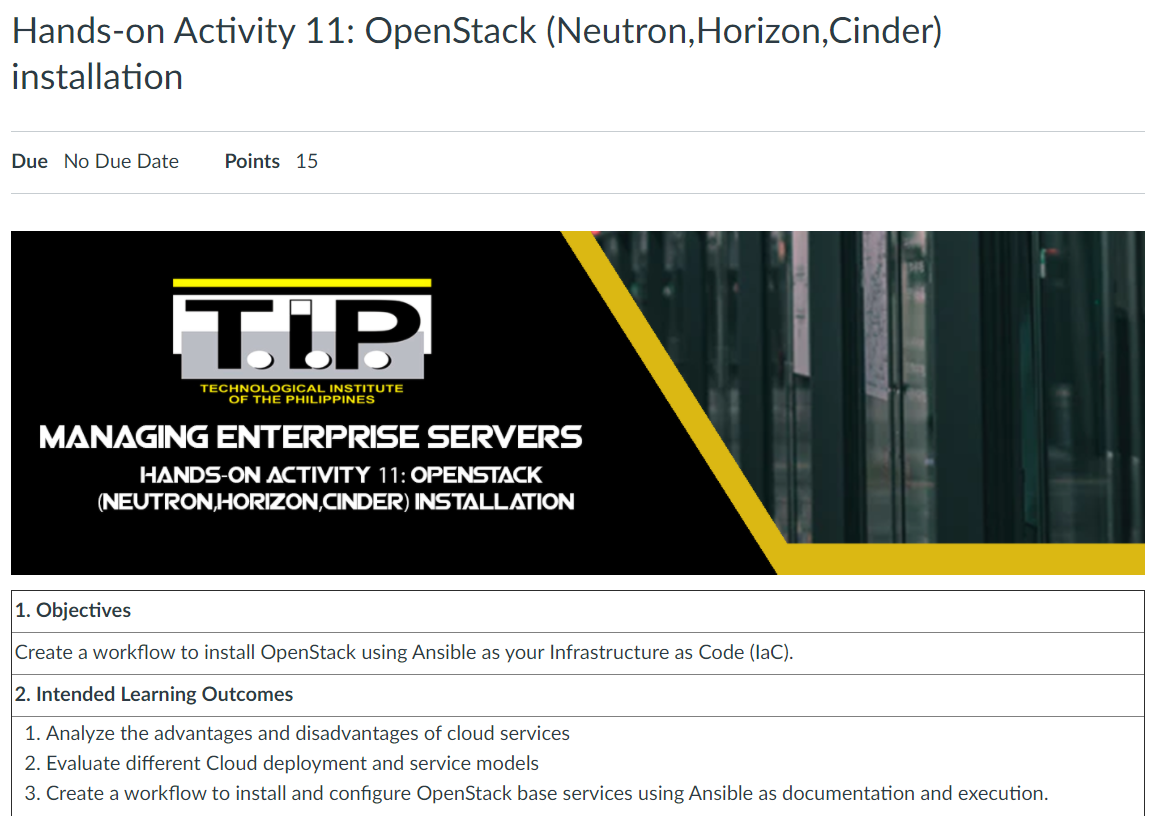 Hands-on Activity 11: OpenStack (Neutron,Horizon,Cinder)
installation
Due No Due Date Points 15
T.I.P
TECHNOLOGICAL INSTITUTE
OF THE PHILIPPINES
MANAGING ENTERPRISE SERVERS
HANDS-ON ACTIVITY 11: OPENSTACK
(NEUTRON,HORIZON,CINDER) INSTALLATION
1. Objectives
Create a workflow to install OpenStack using Ansible as your Infrastructure as Code (IaC).
2. Intended Learning Outcomes
1. Analyze the advantages and disadvantages of cloud services
2. Evaluate different Cloud deployment and service models
3. Create a workflow to install and configure OpenStack base services using Ansible as documentation and execution.